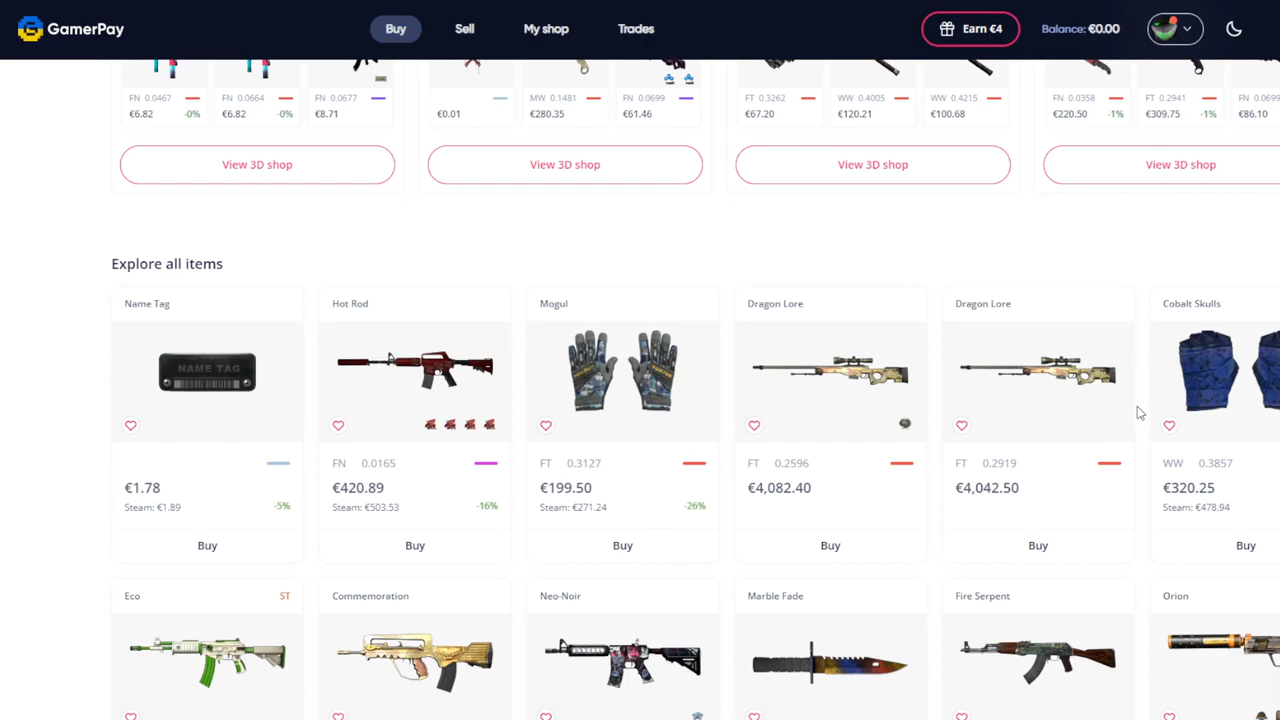 GamerPay Buy Sell My shop Trades Earn €4 Balance: €0.00
FN 0.0467 FN 0.0664 FN 0.0677 MW 0.1481 FN 0.0699 FT 0.3262 WW 0.4005 WW 0.4215 FN 0.0358 FT 0.2941 FN 0.069
€6.82 -0% €6.82 -0% €8.71 €0.01 €280.35 €61.46 €67.20 €120.21 €100.68 €220.50 -1% €309.75 -1% €86.10
View 3D shop View 3D shop View 3D shop View 3D shop
Explore all items
Name Tag Hot Rod Mogul Dragon Lore Dragon Lore Cobalt Skulls
NAME TAG
FN 0.0165 FT 0.3127 FT 0.2596 FT 0.2919 WW 0.3857
€1.78 €420.89 €199.50 €4,082.40 €4,042.50 €320.25
Steam: €1.89 -5% Steam: €503.53 -16% Steam: €271.24 -26% Steam: €478.94
Buy Buy Buy Buy Buy Buy
Eco ST Commemoration Neo-Noir Marble Fade Fire Serpent Orion